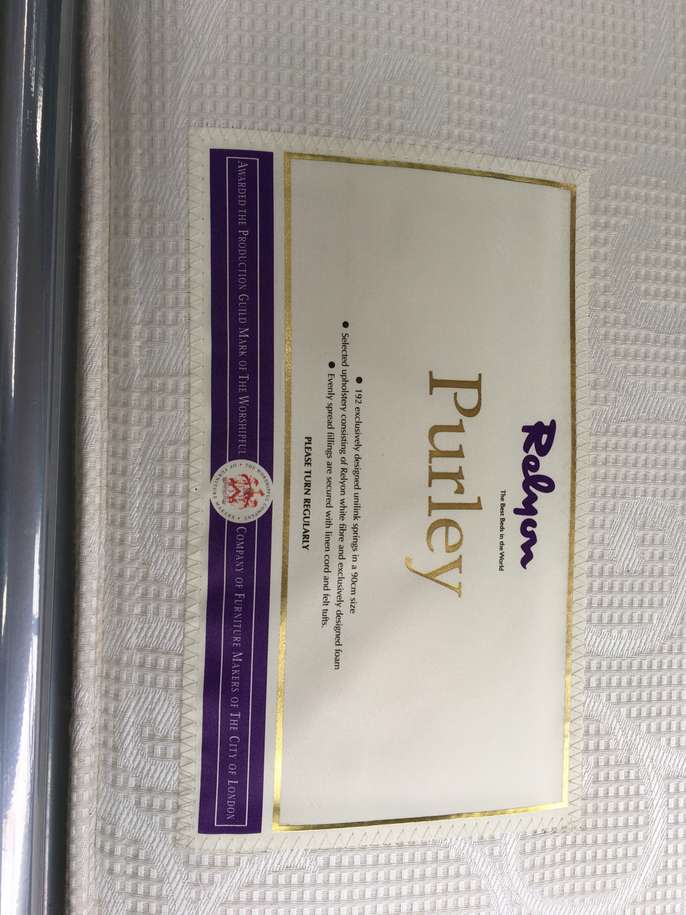 Relyon
The Best Beds in the World
Purley
• 192 exclusively designed unilink springs in a 90cm size
• Selected upholstery consisting of Relyon white fibre and exclusively designed foam
• Evenly spread fillings are secured with linen cord and felt tufts.
PLEASE TURN REGULARLY
AWARDED THE PRODUCTION GUILD MARK OF THE WORSHIPFUL COMPANY OF FURNITURE MAKERS OF THE CITY OF LONDON